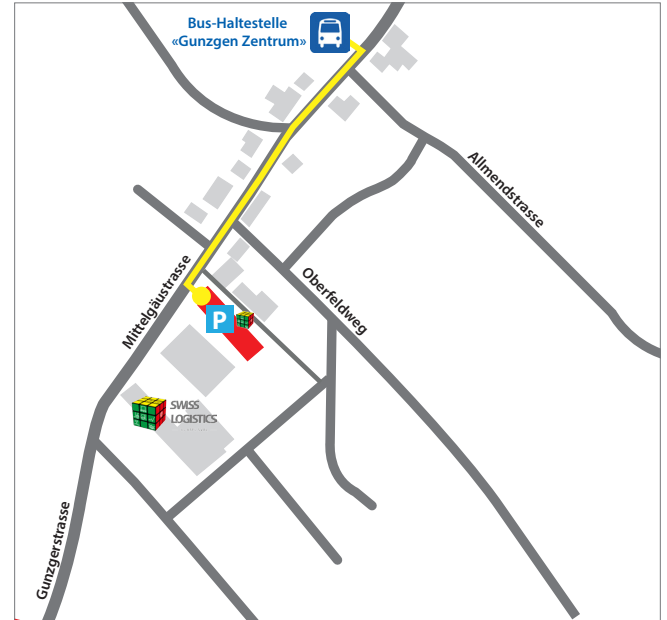 Bus-Haltestelle
«Gunzgen Zentrum»
Allmendstrasse
Mittelgäustrasse
Oberfeldweg
P
SWISS
LOGISTICS
Gunzgerstrasse